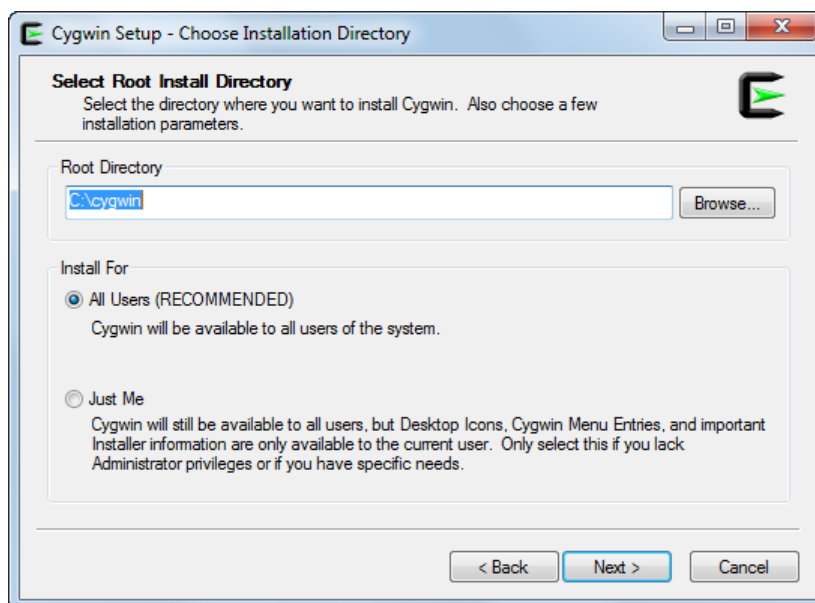 Cygwin Setup - Choose Installation Directory
Select Root Install Directory
Select the directory where you want to install Cygwin. Also choose a few
installation parameters.
Root Directory
C:\cygwin
Browse...
Install For
All Users (RECOMMENDED)
Cygwin will be available to all users of the system.
Just Me
Cygwin will still be available to all users, but Desktop Icons, Cygwin Menu Entries, and important
Installer information are only available to the current user. Only select this if you lack
Administrator privileges or if you have specific needs.
< Back
Next >
Cancel